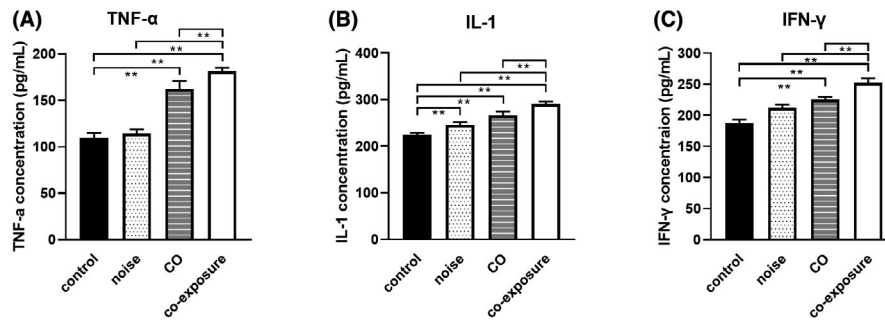 (A)
TNF-α
TNF-a concentration (pg/mL)
200
150
100
50
0
**
**
**
**
control
noise
CO
co-exposure
(B)
IL-1
IL-1 concentration (pg/mL)
400
300
200
100
0
**
**
**
**
**
control
noise
CO
co-exposure
(C)
IFN-γ
IFN-γ concentraion (pg/mL)
300
250
200
150
100
50
0
**
**
**
**
control
noise
CO
co-exposure